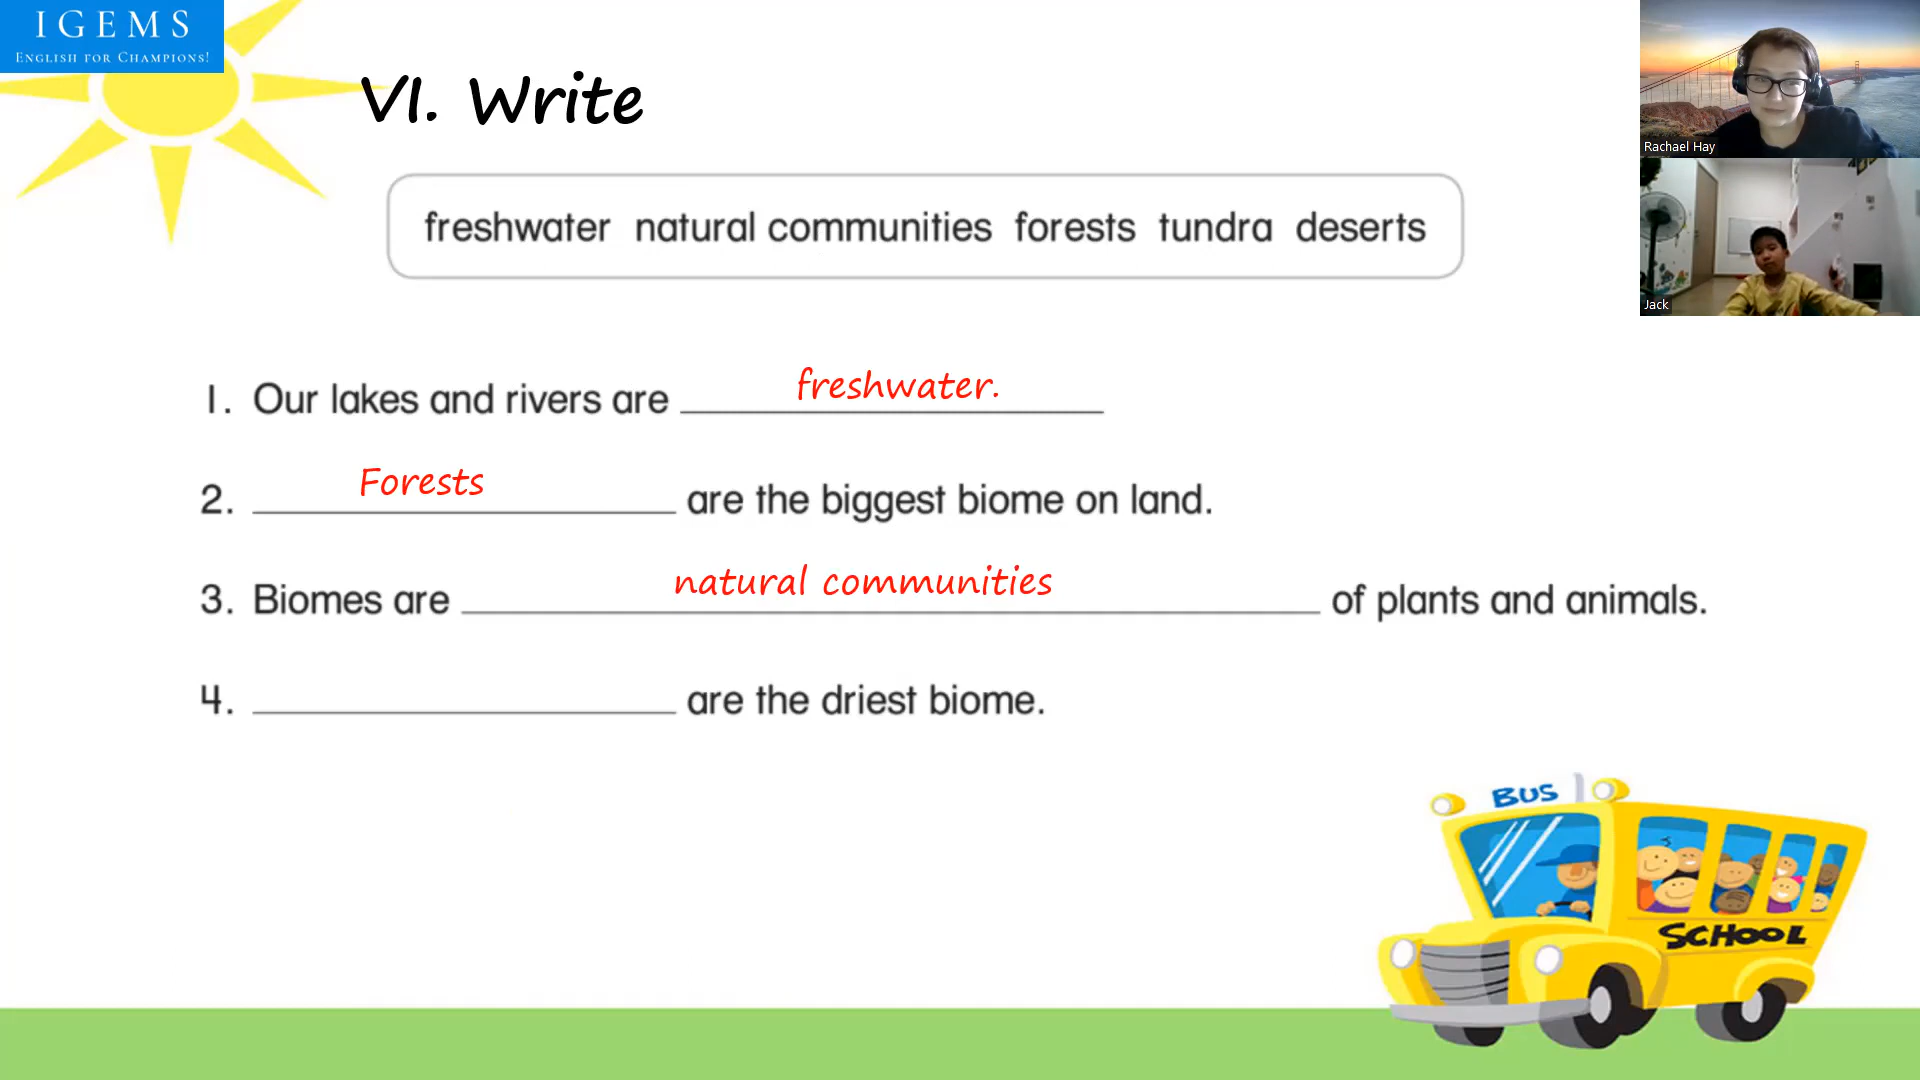 IGEMS
ENGLISH FOR CHAMPIONS!
VI. Write
Rachael Hay
Jack
freshwater natural communities forests tundra deserts
1. Our lakes and rivers are freshwater.
2. Forests are the biggest biome on land.
3. Biomes are natural communities of plants and animals.
4. ____ are the driest biome.
BUS
SCHOOL